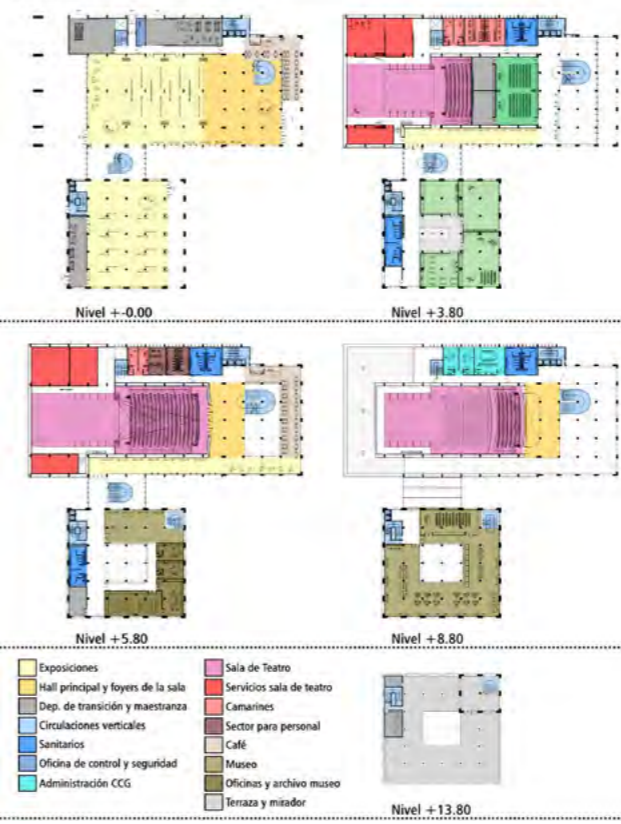 Nivel +-0.00
Nivel +3.80
Nivel +5.80
Nivel +8.80
Exposiciones
Hall principal y foyers de la sala
Dep. de transición y maestranza
Circulaciones verticales
Sanitarios
Oficina de control y seguridad
Administración CCG
Sala de Teatro
Servicios sala de teatro
Camarines
Sector para personal
Café
Museo
Oficinas y archivo museo
Terraza y mirador
Nivel +13.80